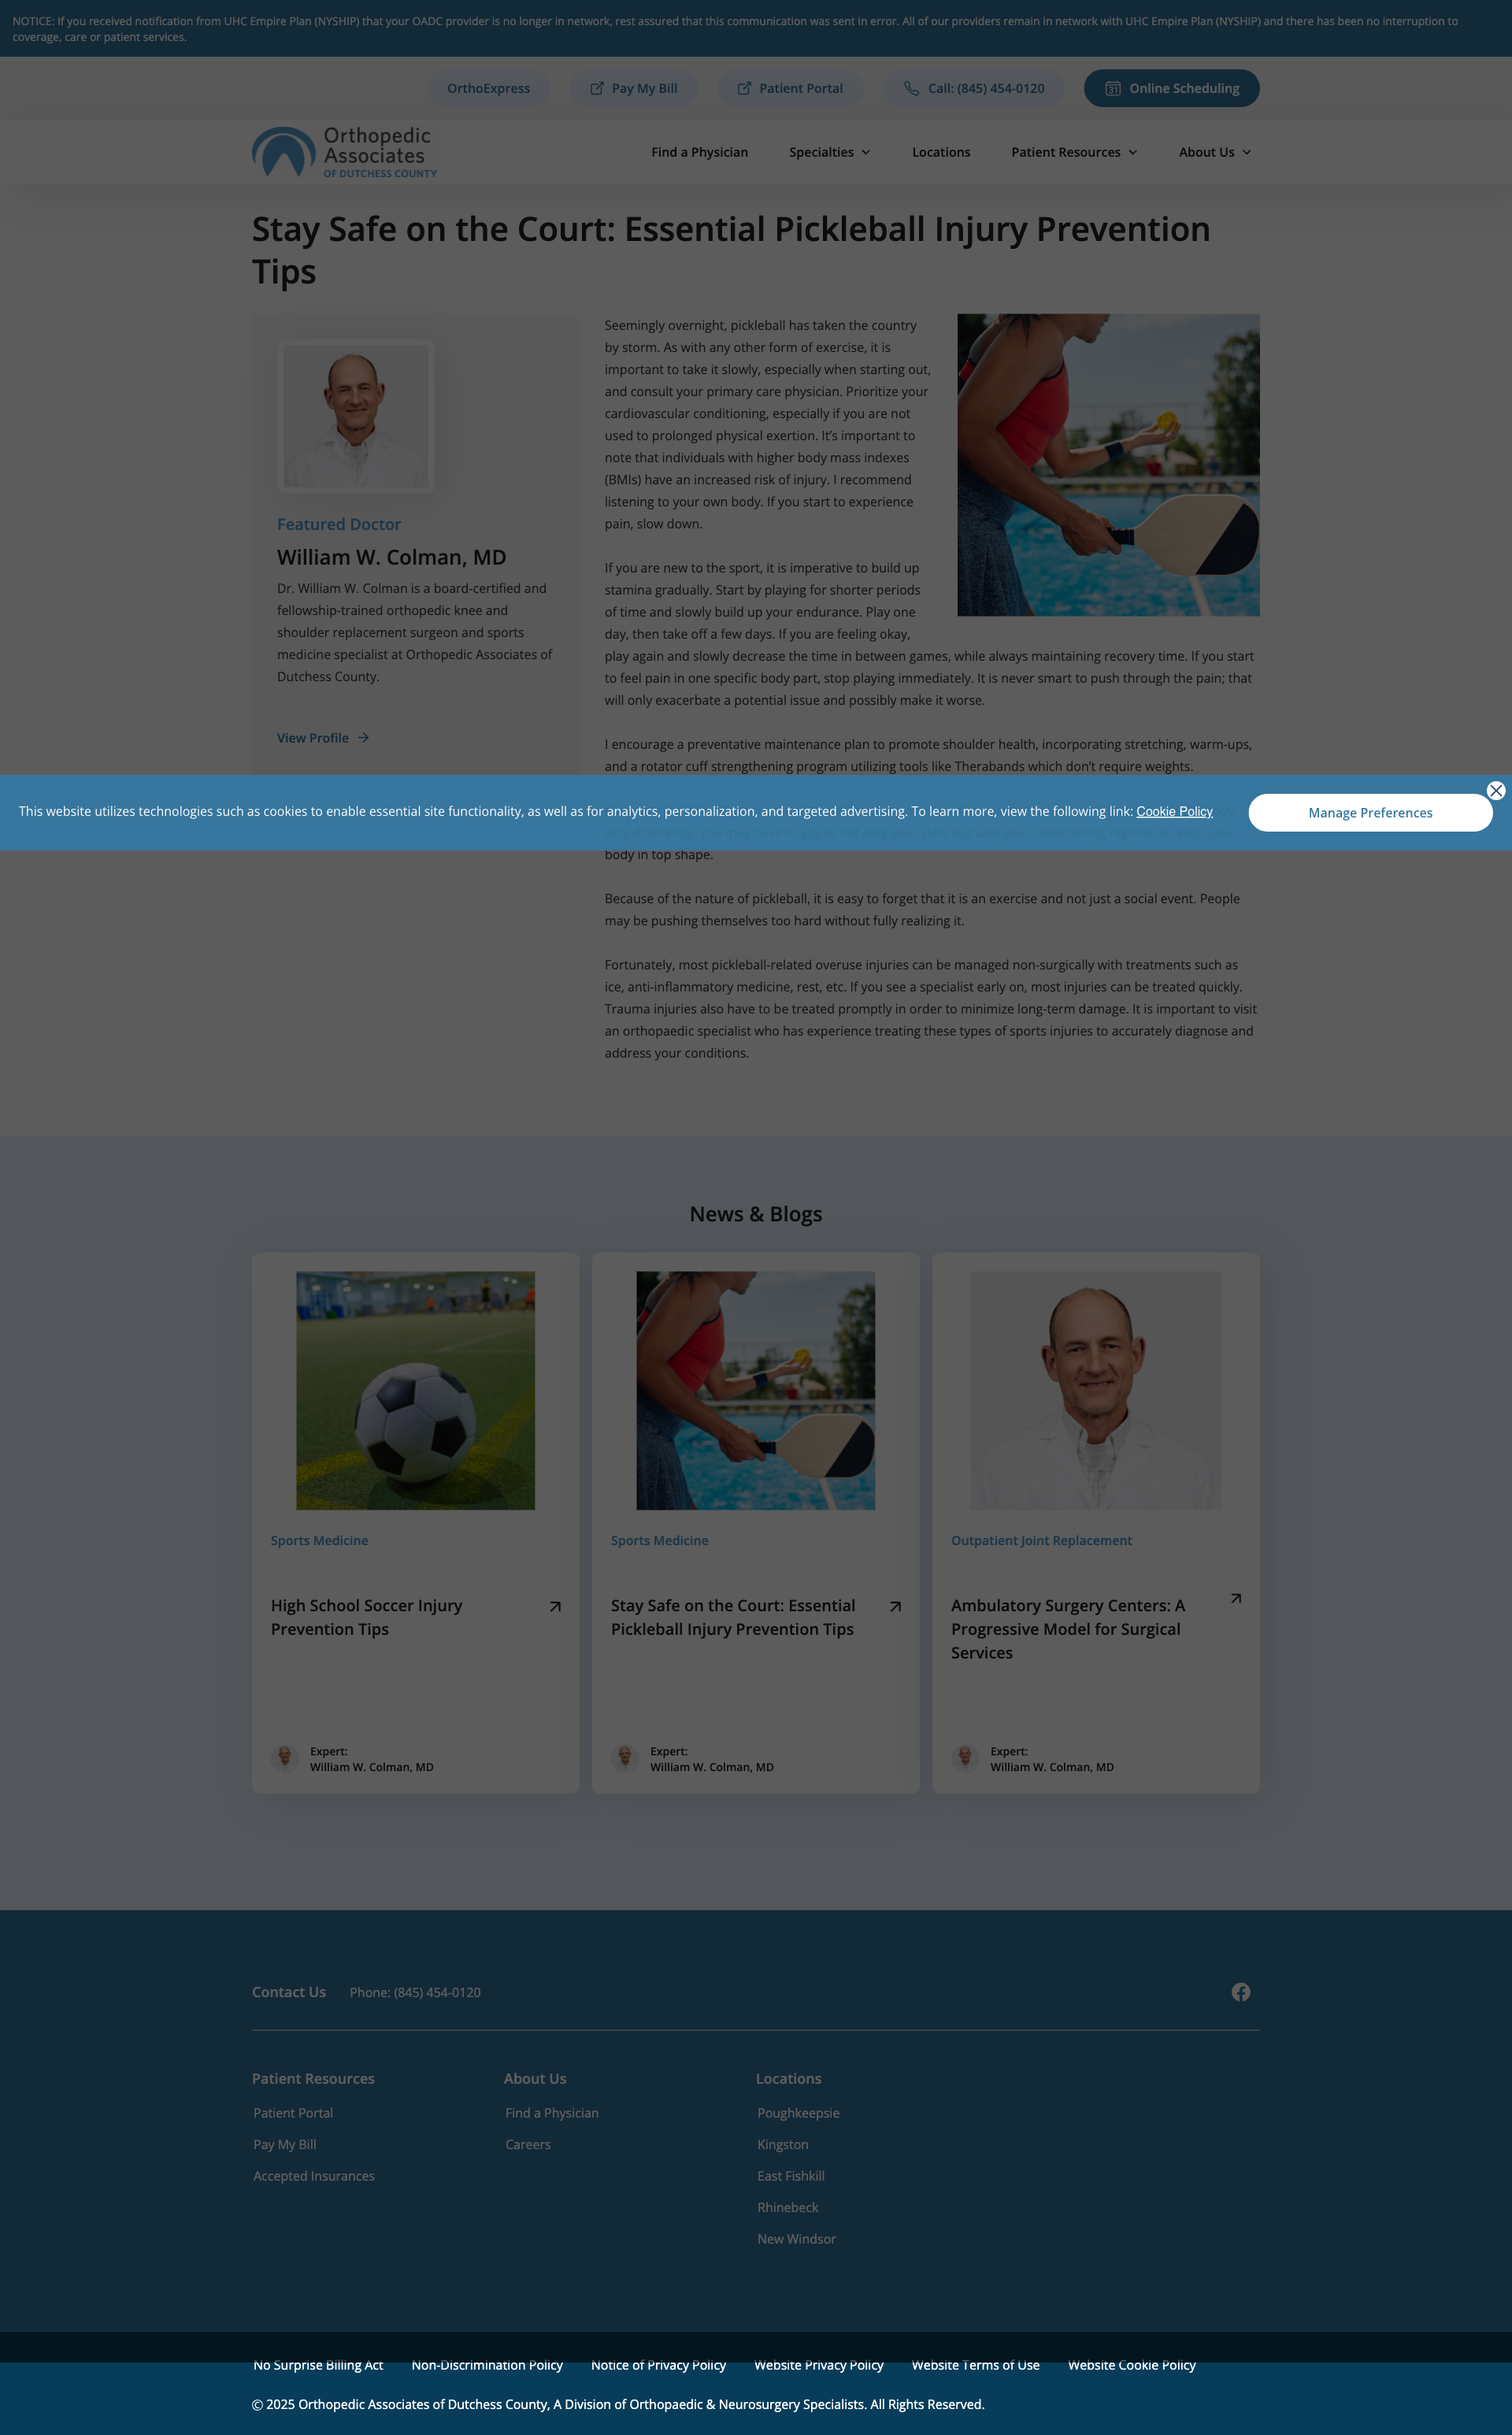 NOTICE: If you received notification from UHC Empire Plan (NYSHIP) that your OADC provider is no longer in network, rest assured that this communication was sent in error. All of our providers remain in network with UHC Empire Plan (NYSHIP) and there has been no interruption to
coverage, care or patient services.
OrthoExpress
Pay My Bill
Patient Portal
Call: (845) 454-0120
31 Online Scheduling
Orthopedic
Associates
OF DUTCHESS COUNTY
Find a Physician
Specialties
Locations
Patient Resources
About Us
Stay Safe on the Court: Essential Pickleball Injury Prevention
Tips
Featured Doctor
William W. Colman, MD
Dr. William W. Colman is a board-certified and
fellowship-trained orthopedic knee and
shoulder replacement surgeon and sports
medicine specialist at Orthopedic Associates of
Dutchess County.
View Profile
Seemingly overnight, pickleball has taken the country
by storm. As with any other form of exercise, it is
important to take it slowly, especially when starting out,
and consult your primary care physician. Prioritize your
cardiovascular conditioning, especially if you are not
used to prolonged physical exertion. It’s important to
note that individuals with higher body mass indexes
(BMIs) have an increased risk of injury. I recommend
listening to your own body. If you start to experience
pain, slow down.
If you are new to the sport, it is imperative to build up
stamina gradually. Start by playing for shorter periods
of time and slowly build up your endurance. Play one
day, then take off a few days. If you are feeling okay,
play again and slowly decrease the time in between games, while always maintaining recovery time. If you start
to feel pain in one specific body part, stop playing immediately. It is never smart to push through the pain; that
will only exacerbate a potential issue and possibly make it worse.
I encourage a preventative maintenance plan to promote shoulder health, incorporating stretching, warm-ups,
and a rotator cuff strengthening program utilizing tools like Therabands which don’t require weights.
This website utilizes technologies such as cookies to enable essential site functionality, as well as for analytics, personalization, and targeted advertising. To learn more, view the following link: Cookie Policy
Manage Preferences
body in top shape.
Because of the nature of pickleball, it is easy to forget that it is an exercise and not just a social event. People
may be pushing themselves too hard without fully realizing it.
Fortunately, most pickleball-related overuse injuries can be managed non-surgically with treatments such as
ice, anti-inflammatory medicine, rest, etc. If you see a specialist early on, most injuries can be treated quickly.
Trauma injuries also have to be treated promptly in order to minimize long-term damage. It is important to visit
an orthopaedic specialist who has experience treating these types of sports injuries to accurately diagnose and
address your conditions.
News & Blogs
Sports Medicine
High School Soccer Injury
Prevention Tips
Expert:
William W. Colman, MD
Sports Medicine
Stay Safe on the Court: Essential
Pickleball Injury Prevention Tips
Expert:
William W. Colman, MD
Outpatient Joint Replacement
Ambulatory Surgery Centers: A
Progressive Model for Surgical
Services
Expert:
William W. Colman, MD
Contact Us
Phone: (845) 454-0120
Patient Resources
Patient Portal
Pay My Bill
Accepted Insurances
About Us
Find a Physician
Careers
Locations
Poughkeepsie
Kingston
East Fishkill
Rhinebeck
New Windsor
No Surprise Billing Act
Non-Discrimination Policy
Notice of Privacy Policy
Website Privacy Policy
Website Terms of Use
Website Cookie Policy
© 2025 Orthopedic Associates of Dutchess County, A Division of Orthopaedic & Neurosurgery Specialists. All Rights Reserved.